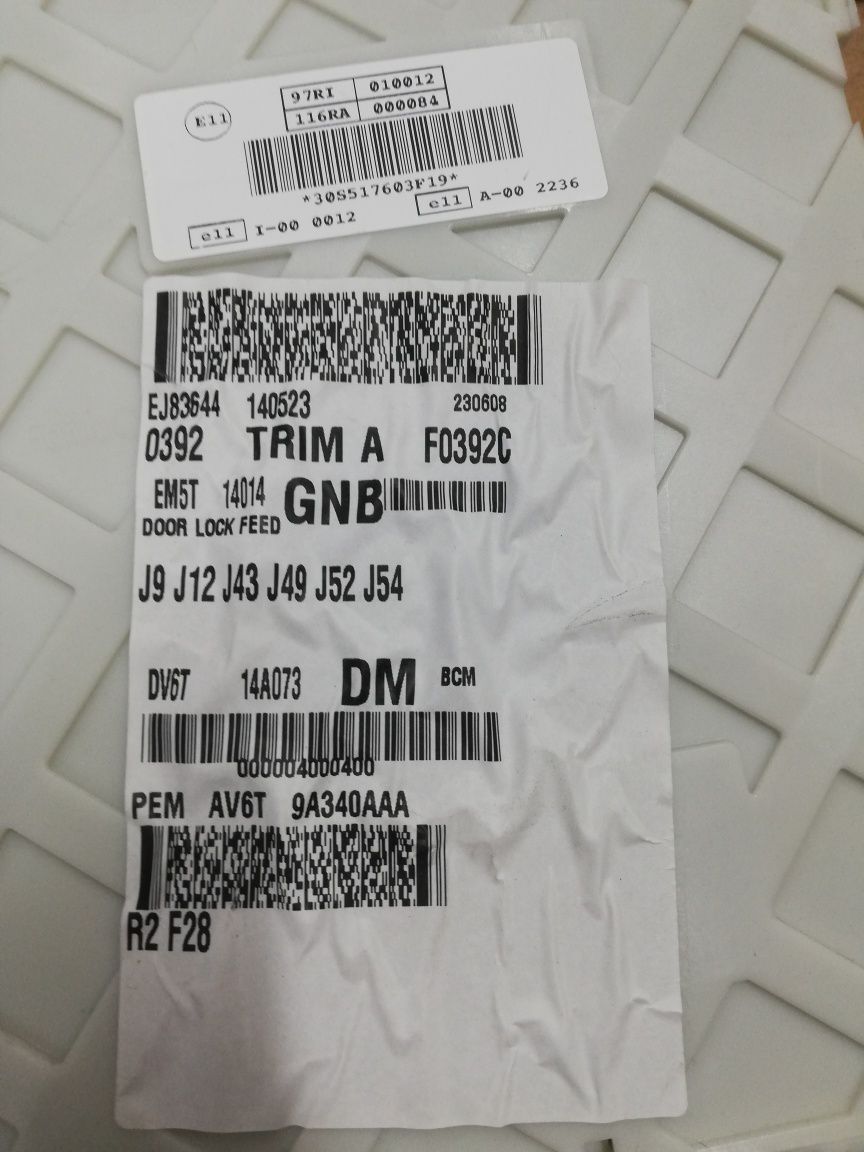 E11
97RI 010012
116RA 000084
*30S517603F19*
e11 I-00 0012 e11 A-00 2236
EJ83644 140523 230608
0392 TRIM A F0392C
EM5T 14014 GNB
DOOR LOCK FEED
J9 J12 J43 J49 J52 J54
DV6T 14A073 DM BCM
000004000400
PEM AV6T 9A340AAA
R2 F28